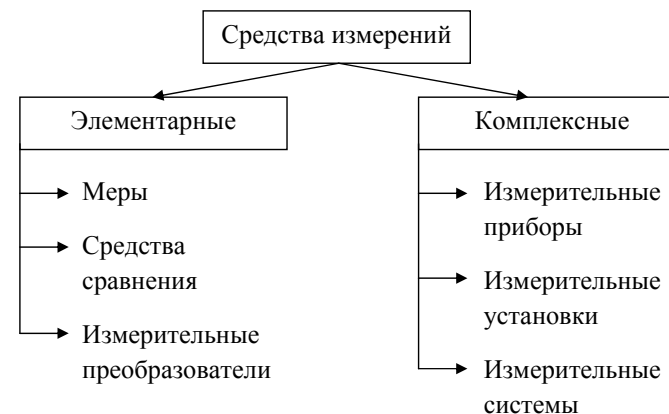 Средства измерений
Элементарные
Меры
Средства
сравнения
Измерительные
преобразователи
Комплексные
Измерительные
приборы
Измерительные
установки
Измерительные
системы